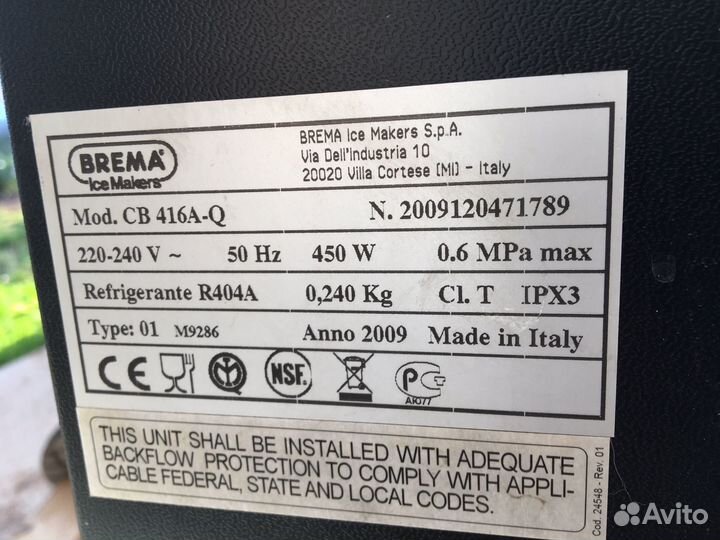 BREMA
Ice Makers
BREMA Ice Makers S.p.A.
Via Dell'Industria 10
20020 Villa Cortese (MI) - Italy
Mod. CB 416A-Q N. 2009120471789
220-240 V ~ 50 Hz 450 W 0.6 MPa max
Refrigerante R404A 0,240 Kg Cl. T IPX3
Type: 01 M9286 Anno 2009 Made in Italy
CE NSF. PCT
АЮ77
THIS UNIT SHALL BE INSTALLED WITH ADEQUATE
BACKFLOW PROTECTION TO COMPLY WITH APPLI-
CABLE FEDERAL, STATE AND LOCAL CODES.
Cod. 24548 - Rev. 01
Avito